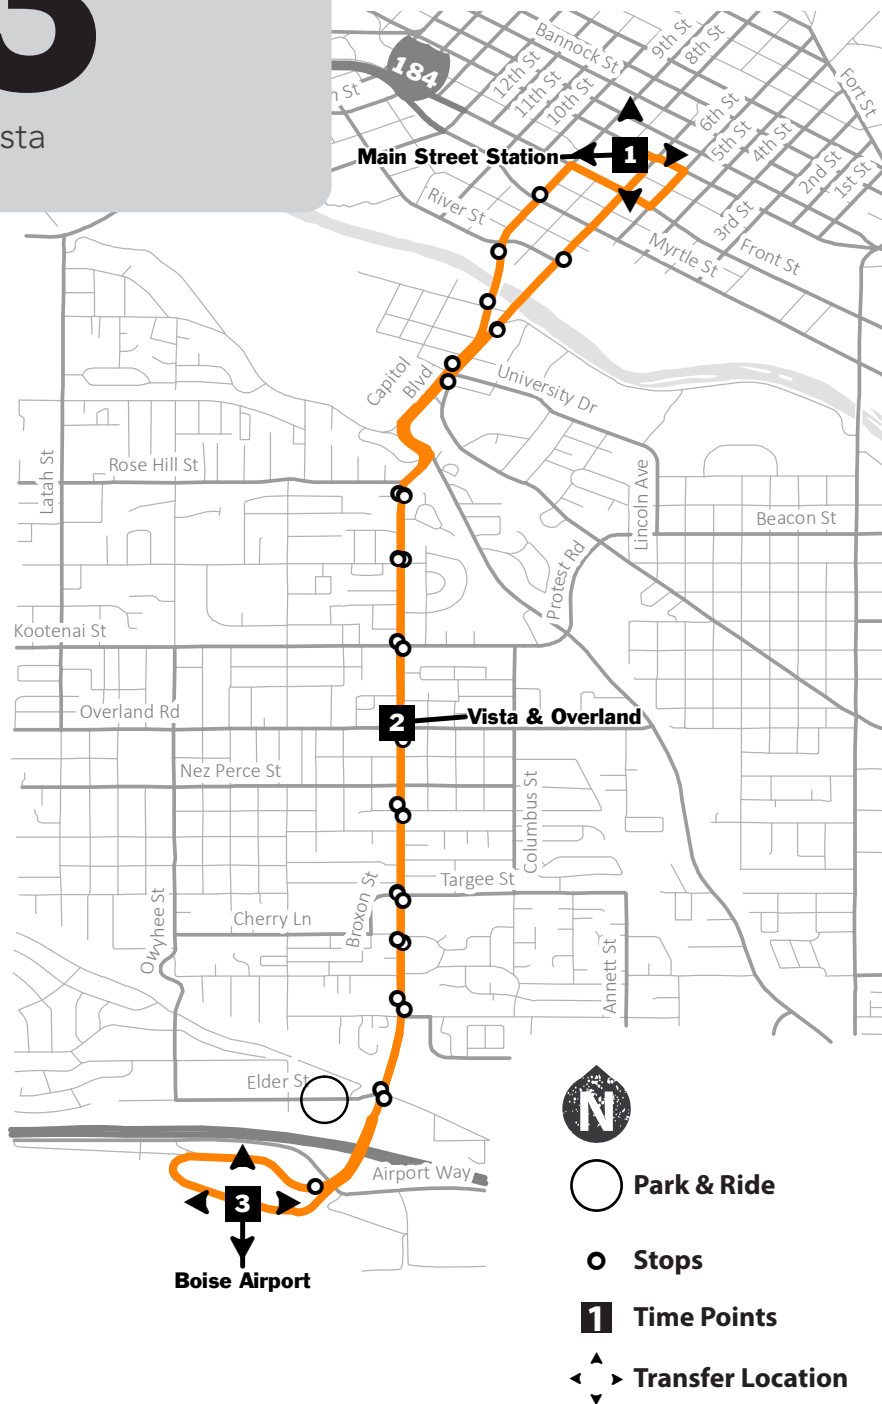 3
sta
184
Bannock St
9th St
8th St
12th St
11th St
10th St
Fort St
6th St
5th St
4th St
2nd St
1st St
3rd St
St
Main Street Station
1
River St
Myrtle St
Front St
Capitol
Blvd
University Dr
Latah St
Rose Hill St
Lincoln Ave
Beacon St
Protest Rd
Kootenai St
Overland Rd
2
Vista & Overland
Nez Perce St
Columbus St
Targee St
Broxon St
Cherry Ln
Owyhee St
Annett St
Elder St
N
Airport Way
3
Boise Airport
Park & Ride
Stops
1
Time Points
Transfer Location